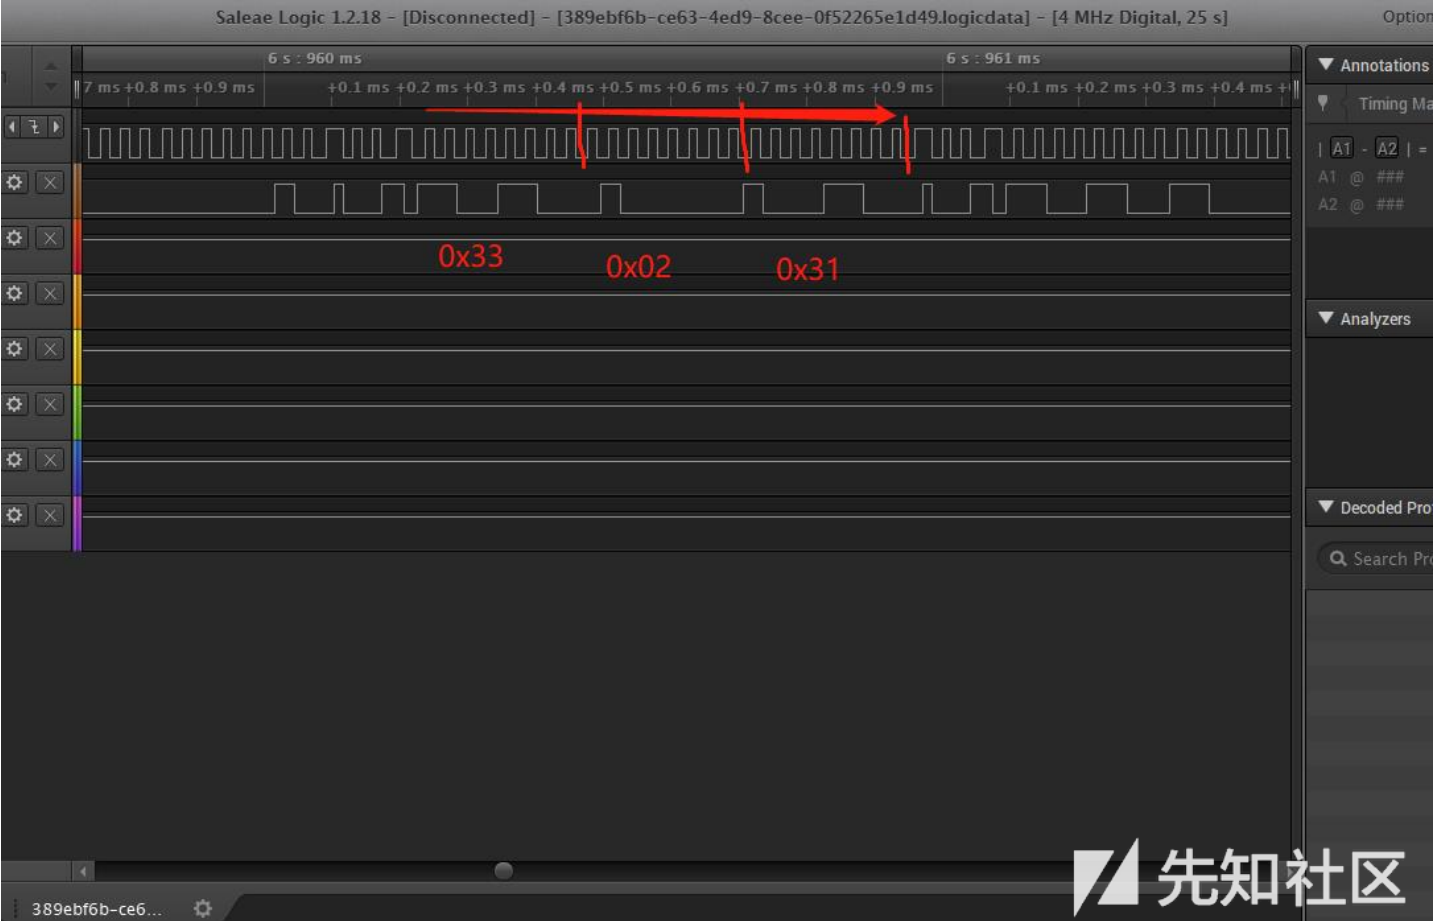 Saleae Logic 1.2.18 - [Disconnected] - [389ebf6b-ce63-4ed9-8cee-0f52265e1d49.logicdata] - [4 MHz Digital, 25 s]
Option
6 s : 960 ms
6 s : 961 ms
7 ms +0.8 ms +0.9 ms
+0.1 ms +0.2 ms +0.3 ms +0.4 ms +0.5 ms +0.6 ms +0.7 ms +0.8 ms +0.9 ms
+0.1 ms +0.2 ms +0.3 ms +0.4 ms
Annotations
Timing Ma
| A1 - A2 | =
A1 @ ###
A2 @ ###
0x33
0x02
0x31
Analyzers
Decoded Pro
Search Pro
389ebf6b-ce6...
先知社区